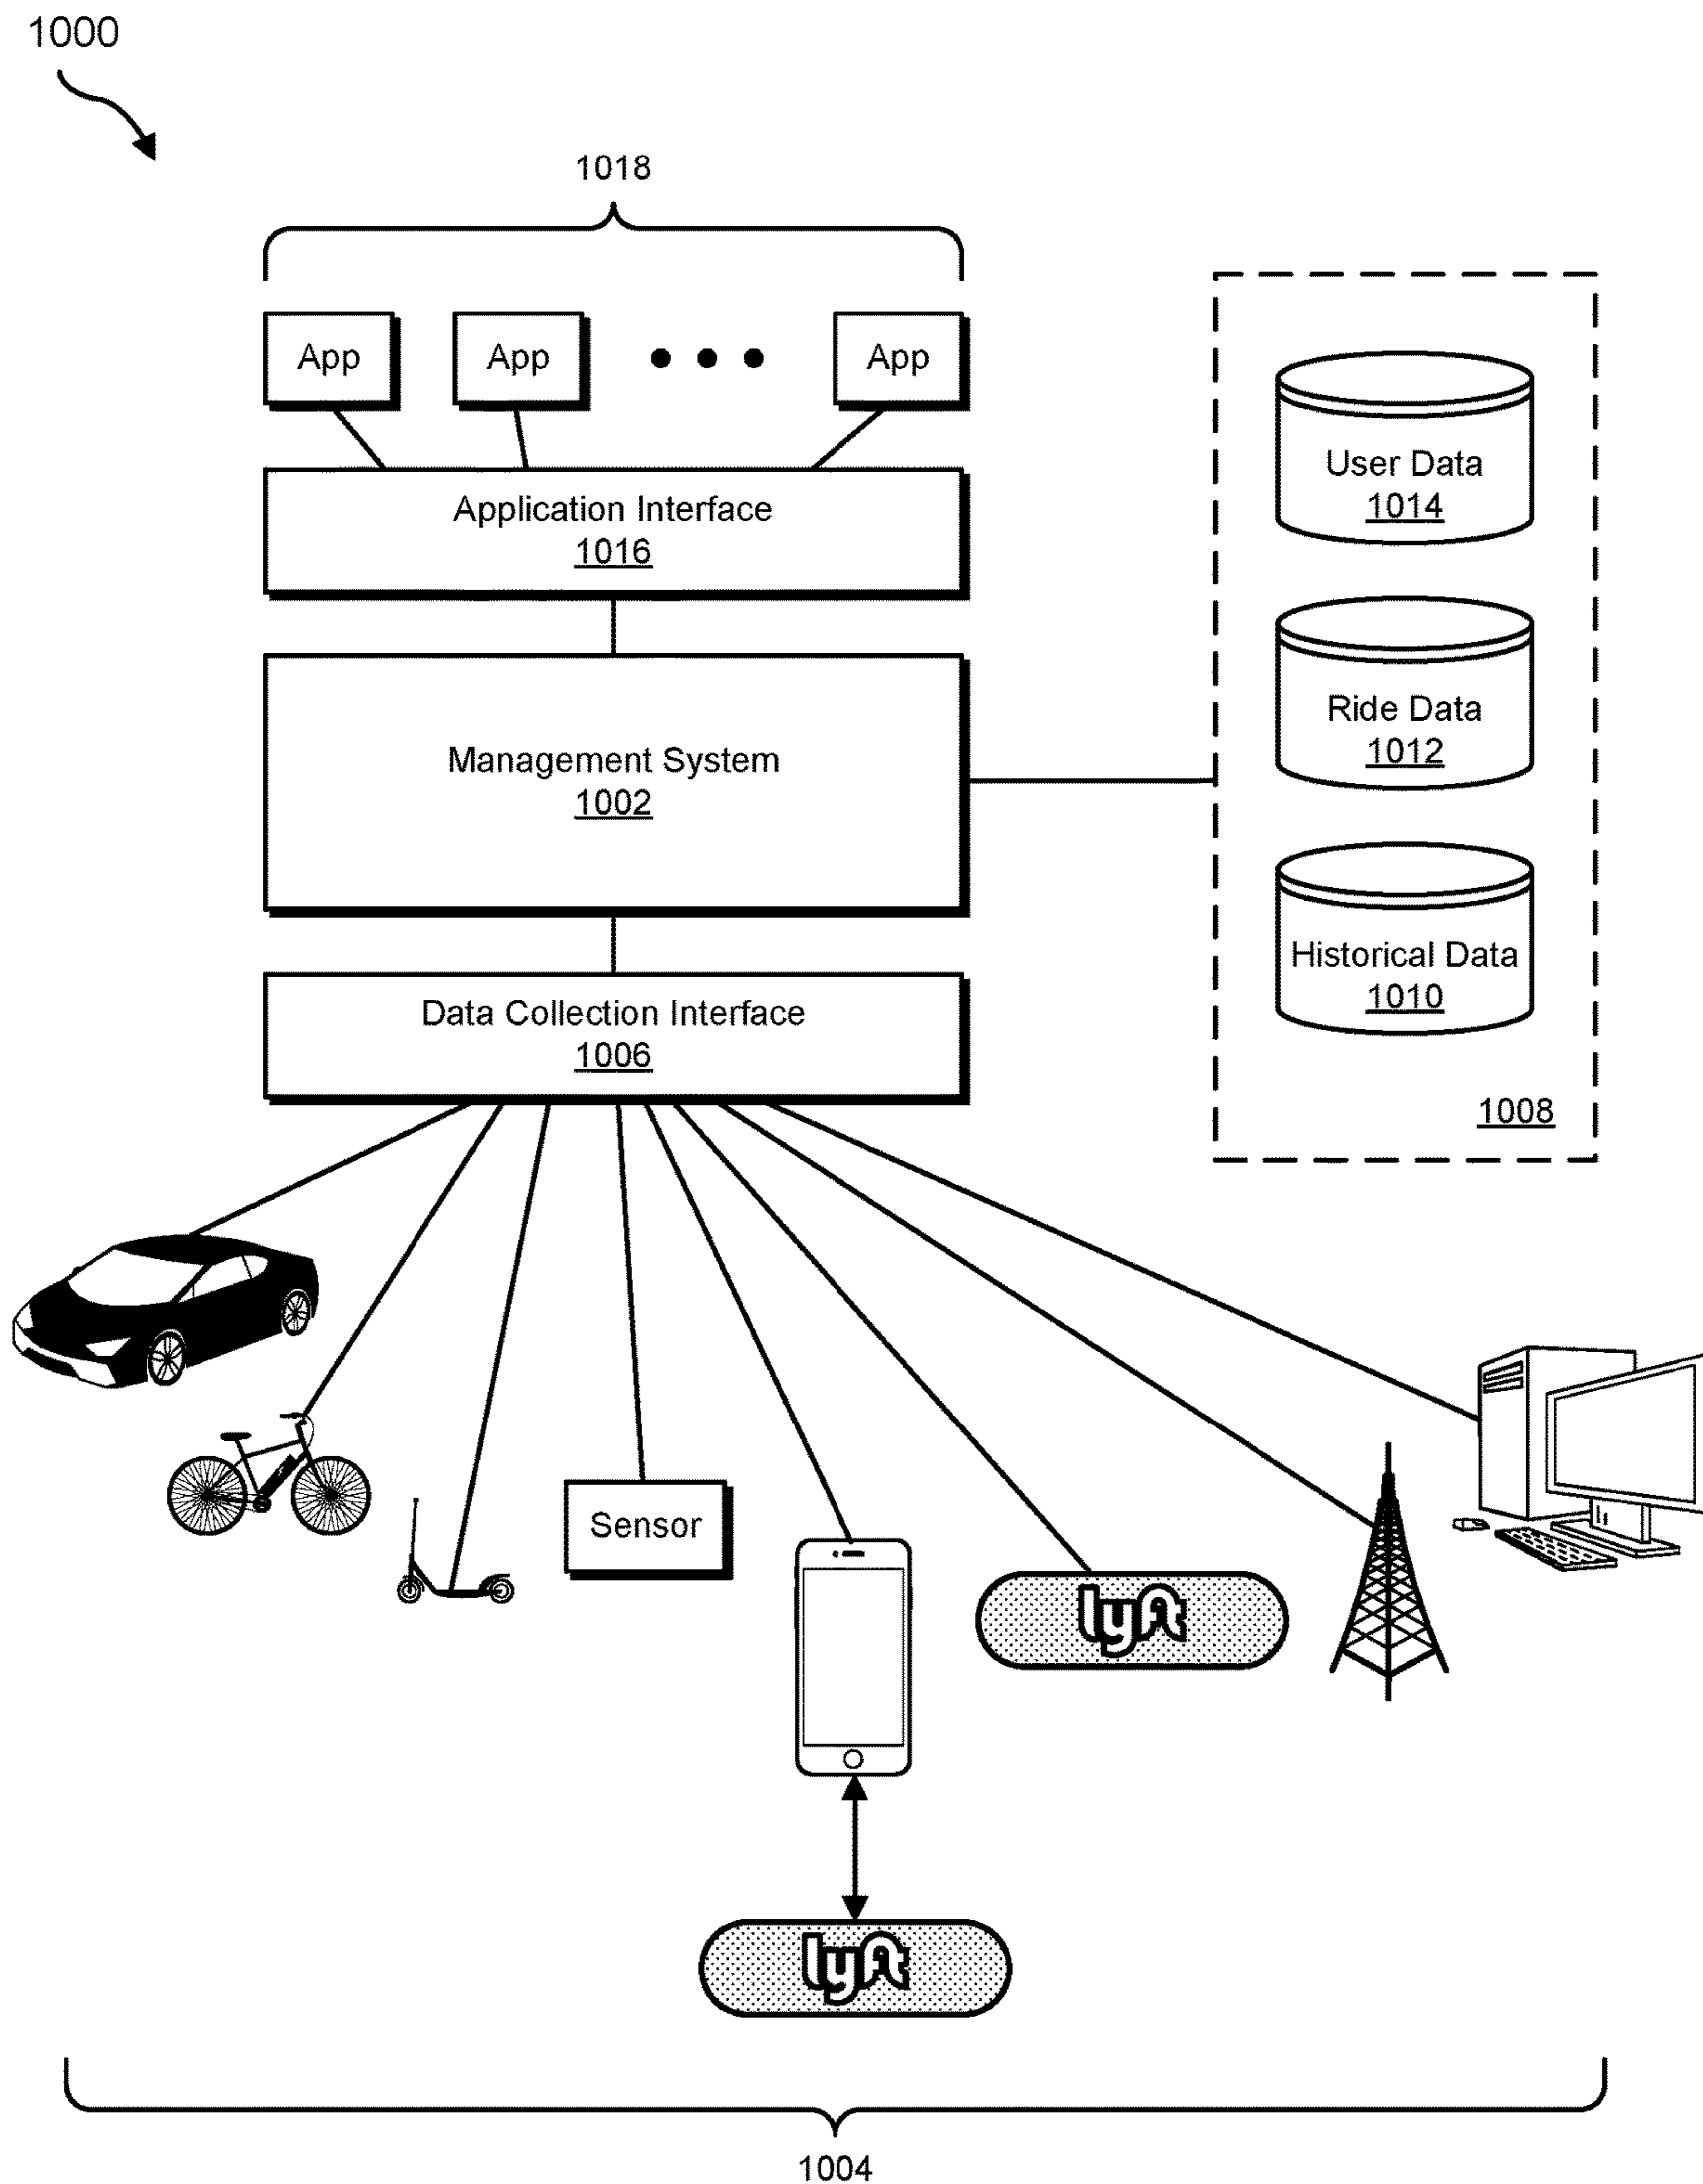 1000
1018
App
App
App
Application Interface
1016
Management System
1002
Data Collection Interface
1006
User Data
1014
Ride Data
1012
Historical Data
1010
1008
Sensor
lyft
lyft
1004